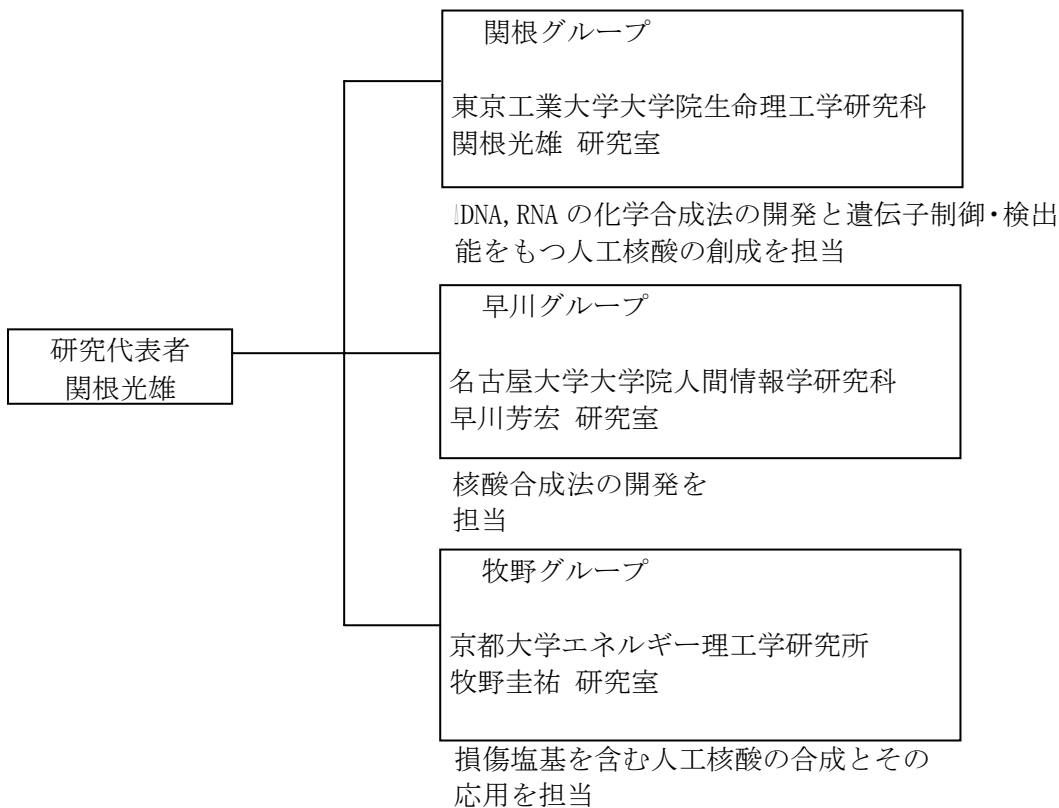 関根グループ
東京工業大学大学院生命理工学研究科
関根光雄 研究室
DNA, RNA の化学合成法の開発と遺伝子制御・検出
能をもつ人工核酸の創成を担当
早川グループ
研究代表者
関根光雄
名古屋大学大学院人間情報学研究科
早川芳宏 研究室
核酸合成法の開発を
担当
牧野グループ
京都大学エネルギー理工学研究所
牧野圭祐 研究室
損傷塩基を含む人工核酸の合成とその
応用を担当